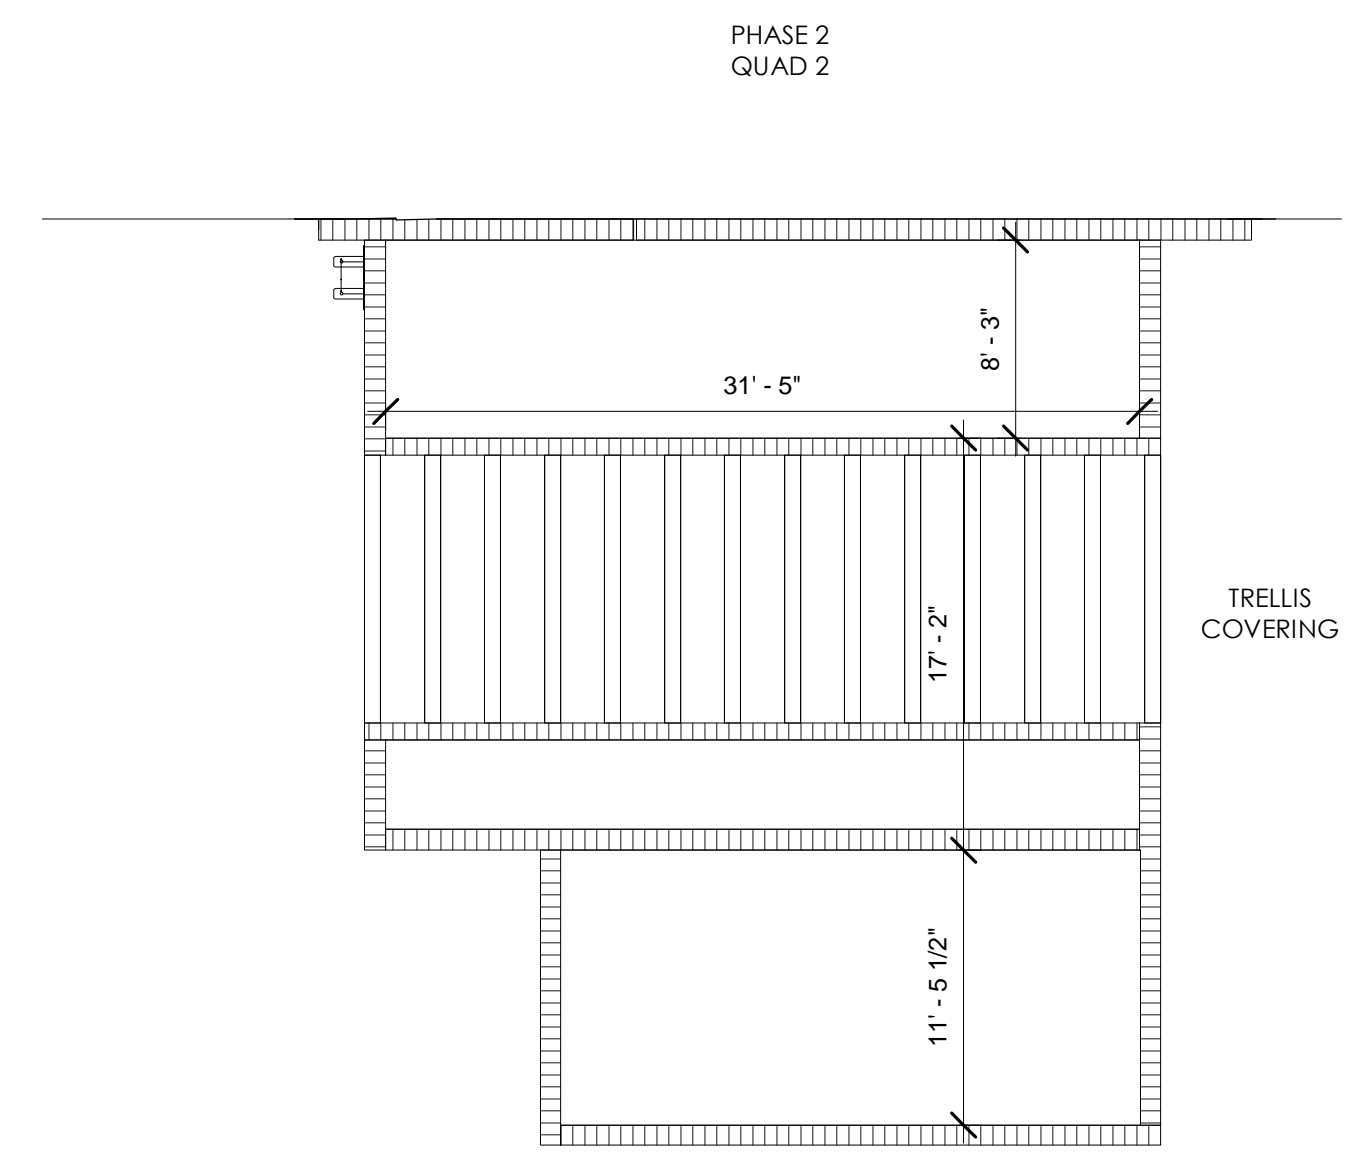 PHASE 2
QUAD 2
8' - 3"
31' - 5"
TRELLIS
COVERING
17' - 2"
11' - 5 1/2"